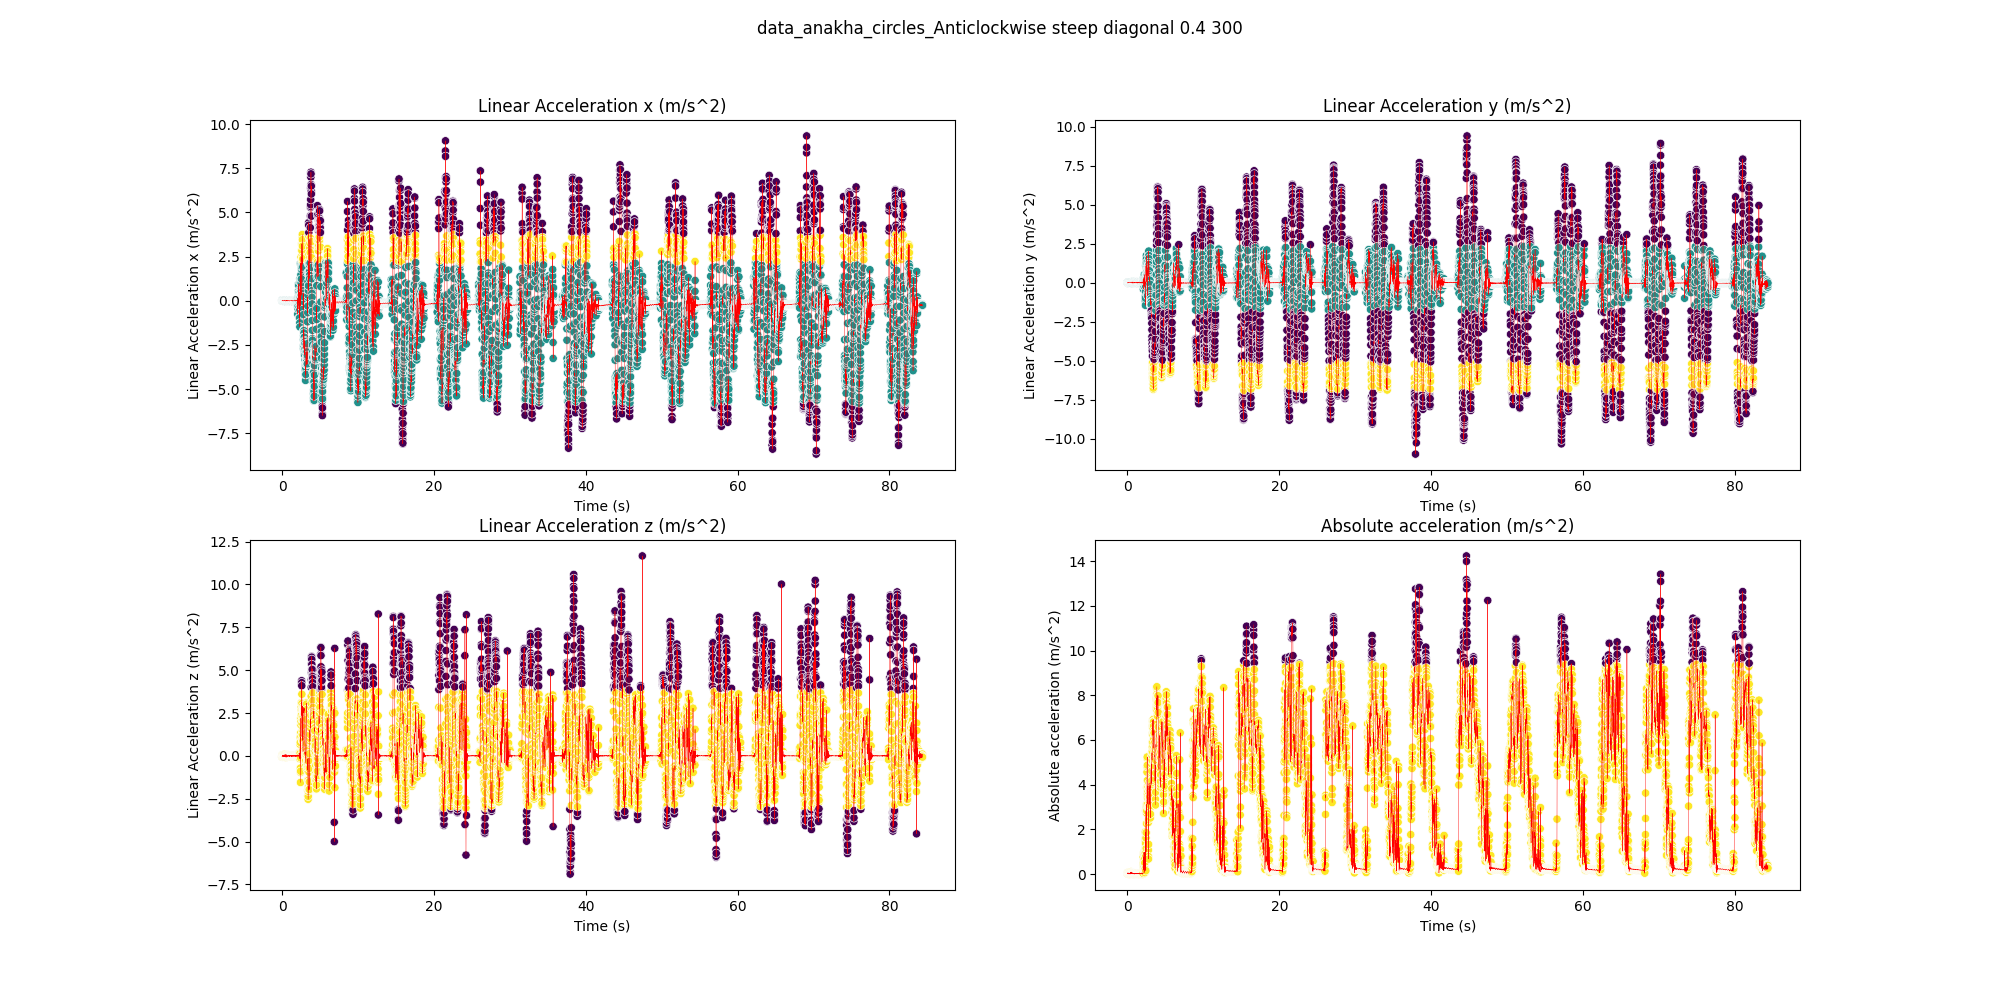 data_anakha_circles_Anticlockwise steep diagonal 0.4 300
Linear Acceleration x (m/s^2)
Linear Acceleration x (m/s^2)
10.0
7.5
5.0
2.5
0.0
−2.5
−5.0
−7.5
0 20 40 60 80
Time (s)
Linear Acceleration y (m/s^2)
Linear Acceleration y (m/s^2)
10.0
7.5
5.0
2.5
0.0
−2.5
−5.0
−7.5
−10.0
0 20 40 60 80
Time (s)
Linear Acceleration z (m/s^2)
Linear Acceleration z (m/s^2)
12.5
10.0
7.5
5.0
2.5
0.0
−2.5
−5.0
−7.5
0 20 40 60 80
Time (s)
Absolute acceleration (m/s^2)
Absolute acceleration (m/s^2)
14
12
10
8
6
4
2
0
0 20 40 60 80
Time (s)